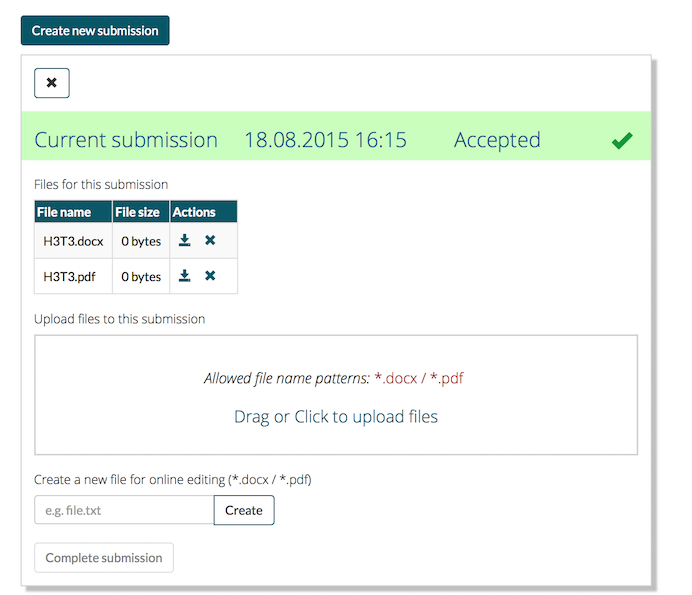 Create new submission
Current submission 18.08.2015 16:15 Accepted
Files for this submission
File name File size Actions
H3T3.docx 0 bytes
H3T3.pdf 0 bytes
Upload files to this submission
Allowed file name patterns: *.docx / *.pdf
Drag or Click to upload files
Create a new file for online editing (*.docx / *.pdf)
e.g. file.txt Create
Complete submission